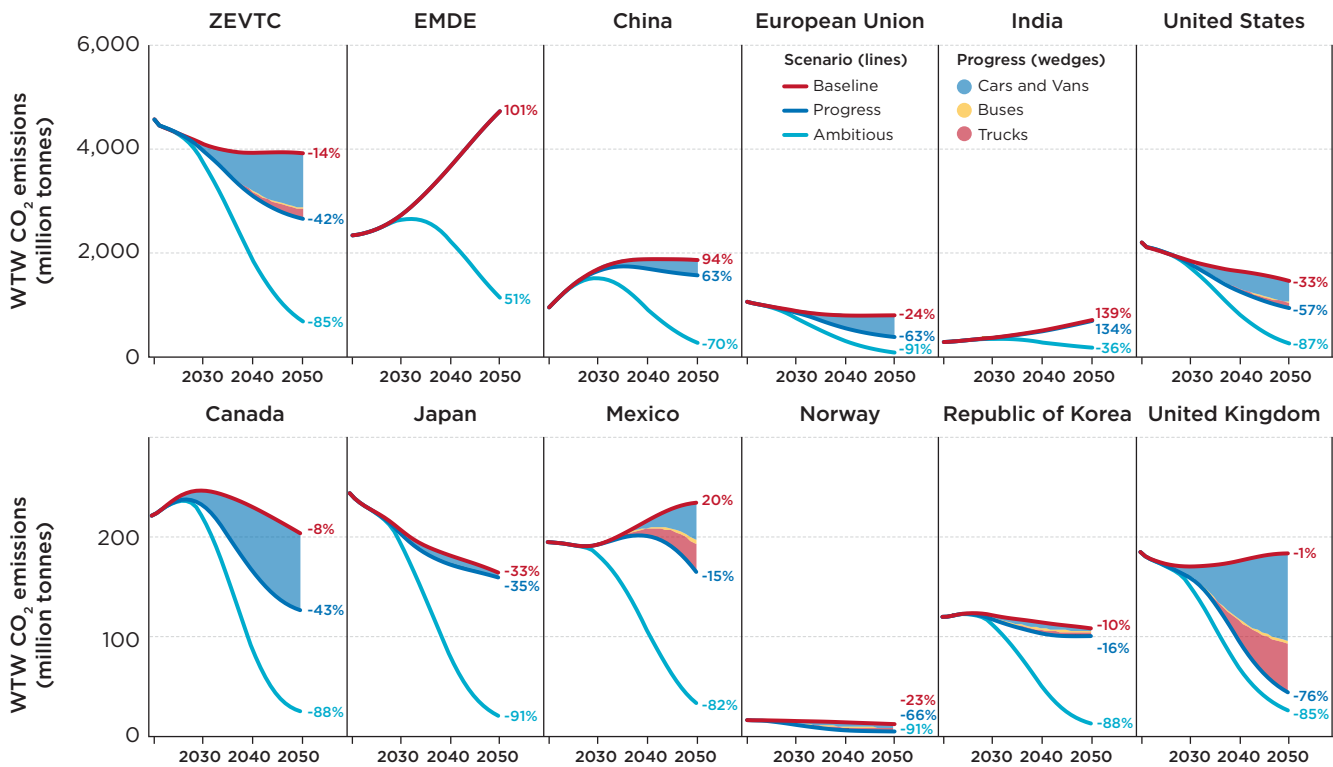 ZEVTC EMDE China European Union India United States
WTW CO2 emissions
(million tonnes)
6,000
4,000
2,000
0
Scenario (lines)
Baseline
Progress
Ambitious
Progress (wedges)
Cars and Vans
Buses
Trucks
-14%
-42%
-85%
101%
51%
94%
63%
-70%
-24%
-63%
-91%
139%
134%
-36%
-33%
-57%
-87%
2030 2040 2050 2030 2040 2050 2030 2040 2050 2030 2040 2050 2030 2040 2050 2030 2040 2050
Canada Japan Mexico Norway Republic of Korea United Kingdom
WTW CO2 emissions
(million tonnes)
200
100
0
-8%
-43%
-88%
-33%
-35%
-91%
20%
-15%
-82%
-23%
-66%
-91%
-10%
-16%
-88%
-1%
-76%
-85%
2030 2040 2050 2030 2040 2050 2030 2040 2050 2030 2040 2050 2030 2040 2050 2030 2040 2050